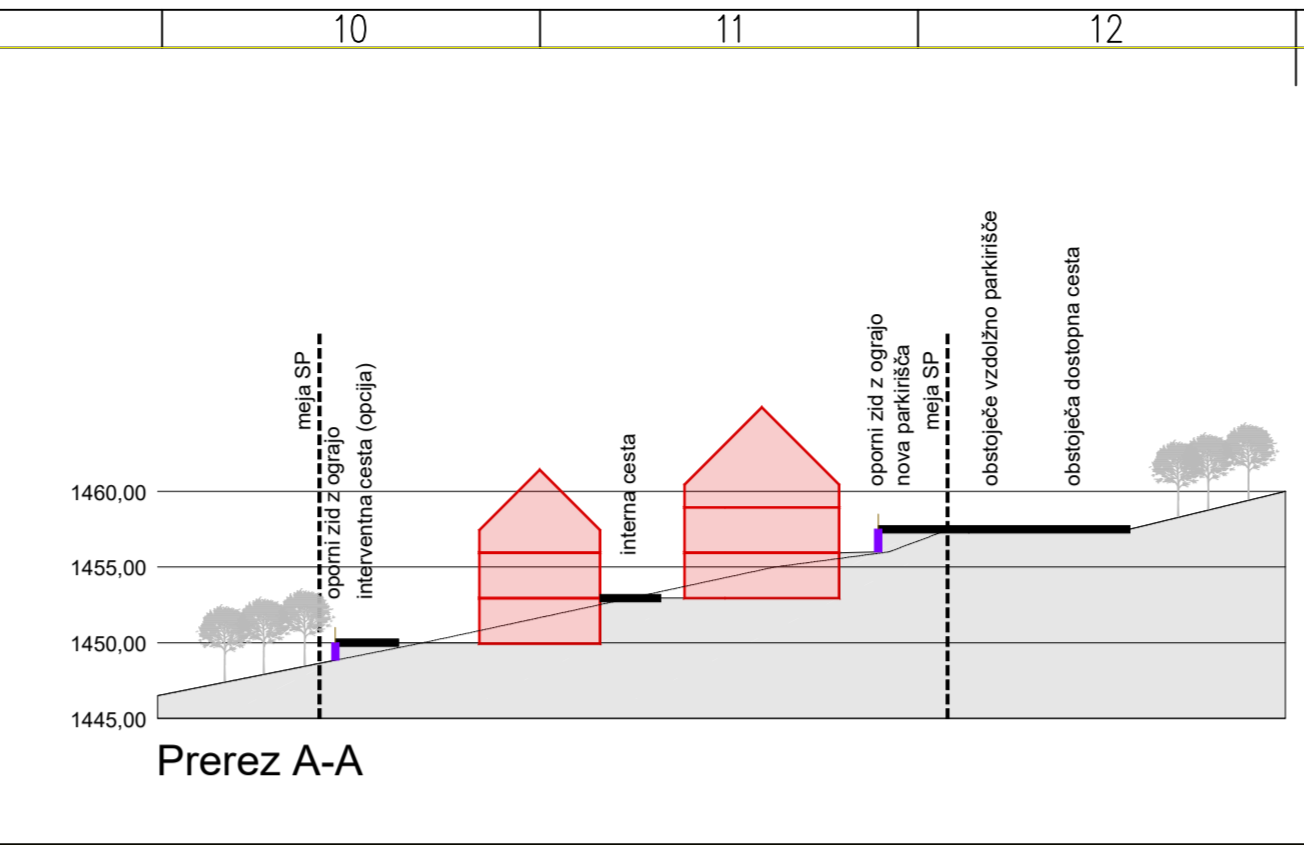 10
11
12
meja SP
oporni zid z ograjo
interventna cesta (opcija)
interna cesta
oporni zid z ograjo
nova parkirišča
meja SP
obstoječe vzdolžno parkirišče
obstoječa dostopna cesta
1460,00
1455,00
1450,00
1445,00
Prerez A-A